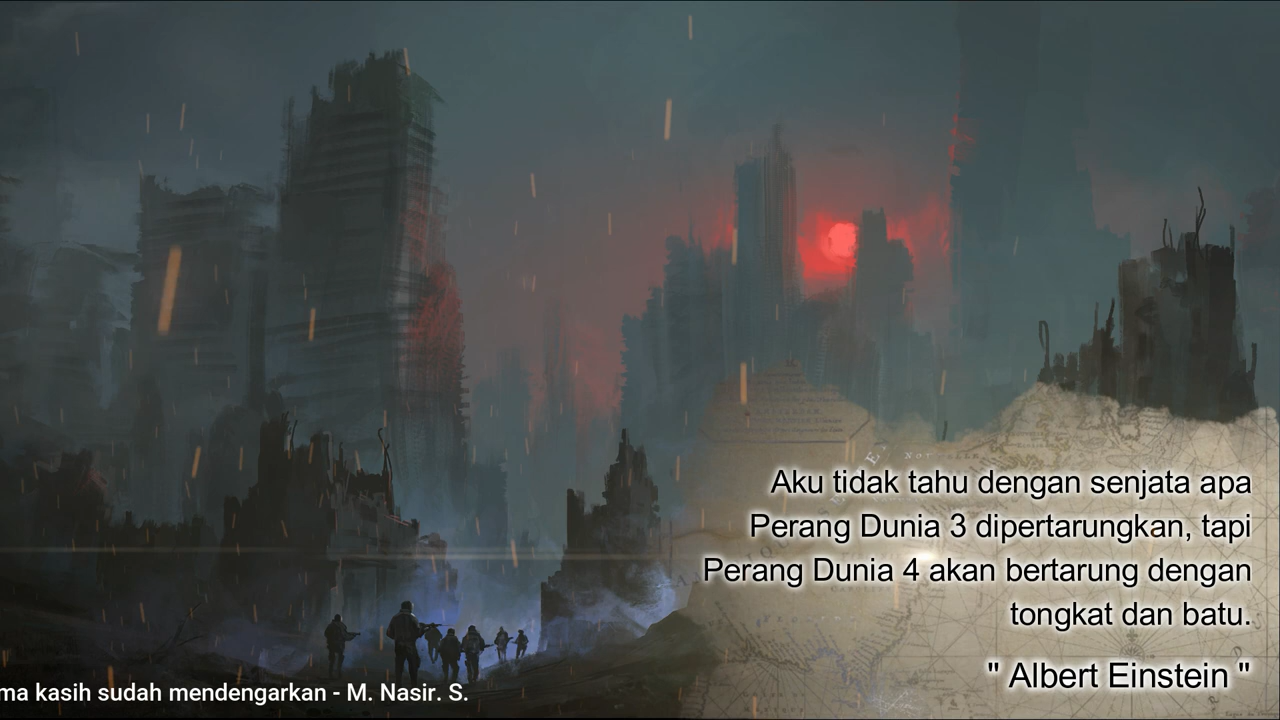 Aku tidak tahu dengan senjata apa
Perang Dunia 3 dipertarungkan, tapi
Perang Dunia 4 akan bertarung dengan
tongkat dan batu.
" Albert Einstein "
ma kasih sudah mendengarkan - M. Nasir. S.